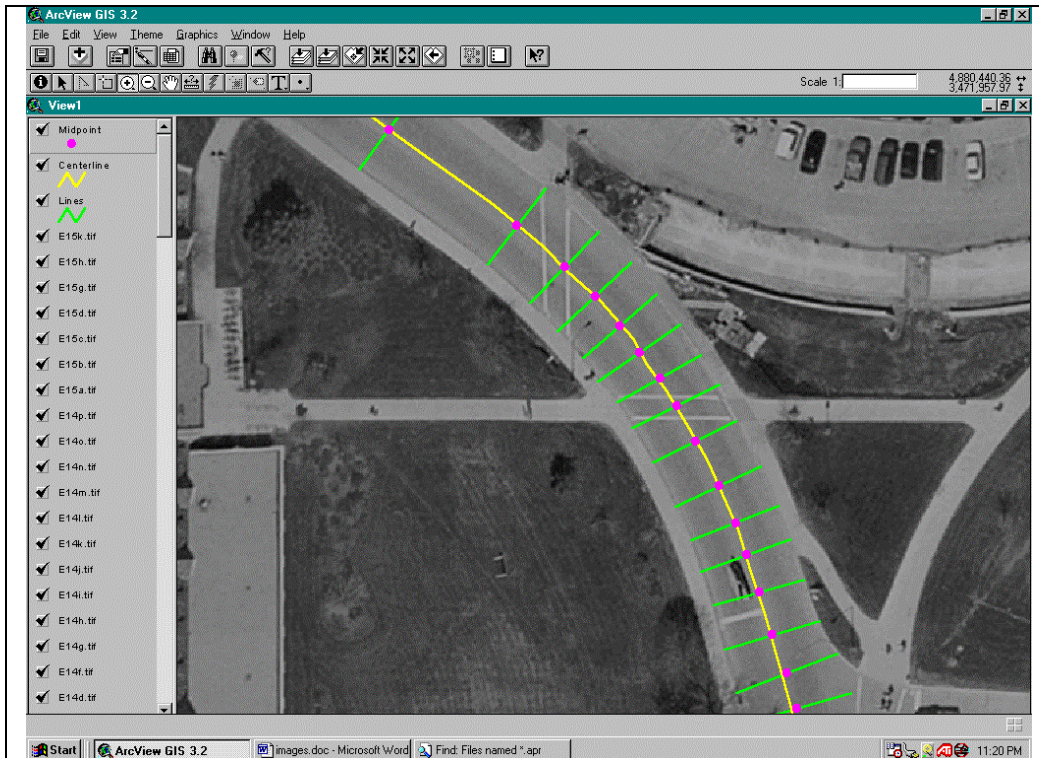 ArcView GIS 3.2
File Edit View Theme Graphics Window Help
Scale 1:
4,880,440.36
3,471,957.97
View1
Midpoint
Centerline
Lines
E15k.tif
E15h.tif
E15g.tif
E15d.tif
E15c.tif
E15b.tif
E15a.tif
E14p.tif
E14o.tif
E14n.tif
E14m.tif
E14l.tif
E14k.tif
E14j.tif
E14i.tif
E14h.tif
E14g.tif
E14f.tif
E14d.tif
Start ArcView GIS 3.2 images.doc - Microsoft Word Find: Files named *.apr 11:20 PM